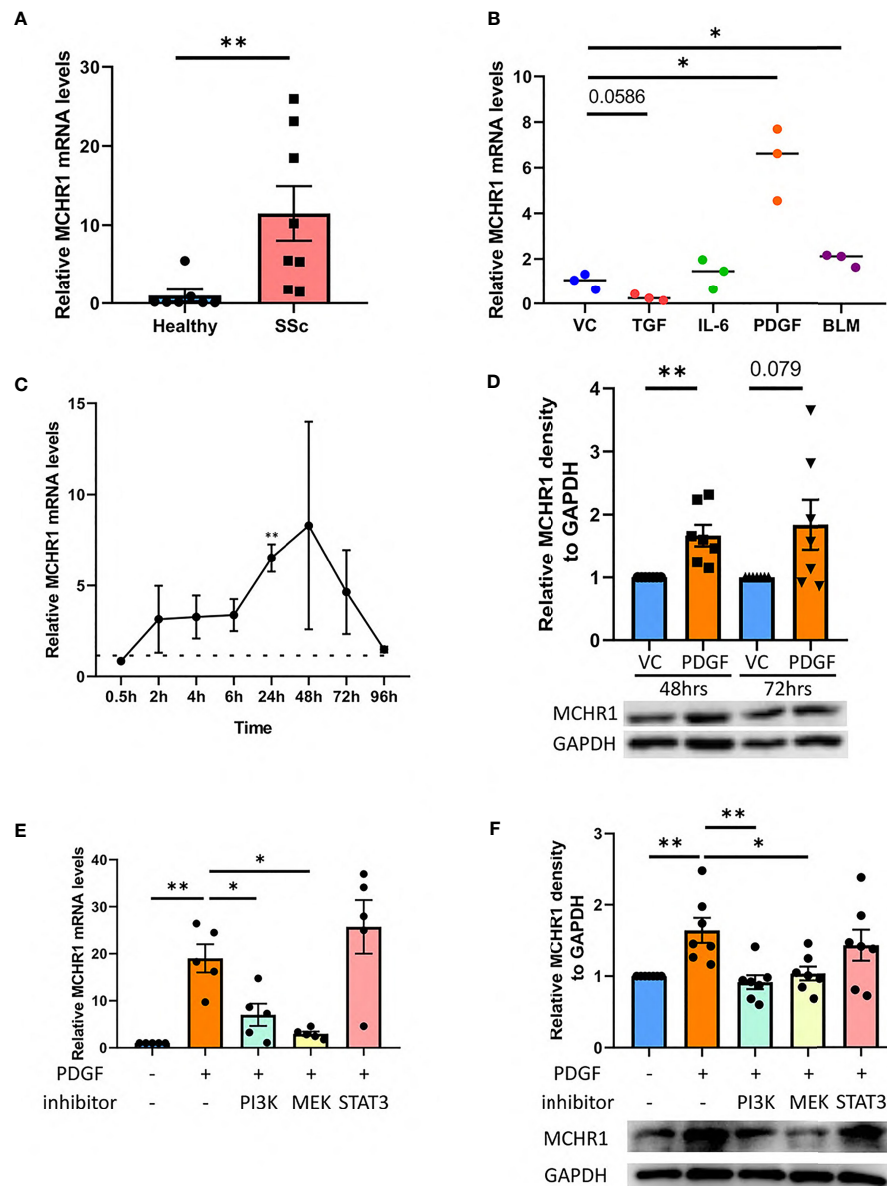 A
**
Relative MCHR1 mRNA levels
30
20
10
0
Healthy
SSc
B
*
*
0.0586
Relative MCHR1 mRNA levels
10
8
6
4
2
0
VC
TGF
IL-6
PDGF
BLM
C
Relative MCHR1 mRNA levels
15
10
5
0
**
0.5h
2h
4h
6h
24h
48h
72h
96h
Time
D
**
0.079
Relative MCHR1 density
to GAPDH
4
3
2
1
0
VC
PDGF
VC
PDGF
48hrs
72hrs
MCHR1
GAPDH
E
*
**
*
Relative MCHR1 mRNA levels
40
30
20
10
0
PDGF - + + + +
inhibitor - - PI3K MEK STAT3
F
**
**
*
Relative MCHR1 density
to GAPDH
3
2
1
0
PDGF - + + + +
inhibitor - - PI3K MEK STAT3
MCHR1
GAPDH